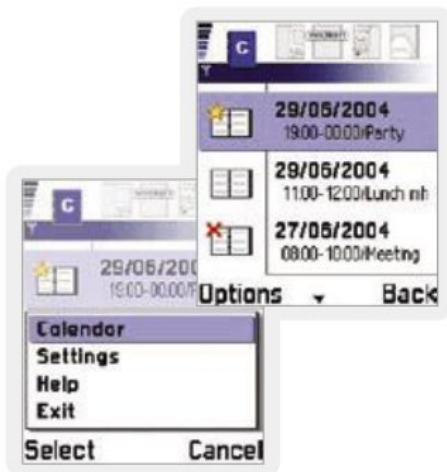 C
29/06/2004
19:00-00:00/Party
29/06/2004
11:00-12:00/Lunch mh
27/06/2004
08:00-10:00/Meeting
Options
Back
C
29/06/200
19:00-00:00/P
Calendar
Settings
Help
Exit
Select
Cancel